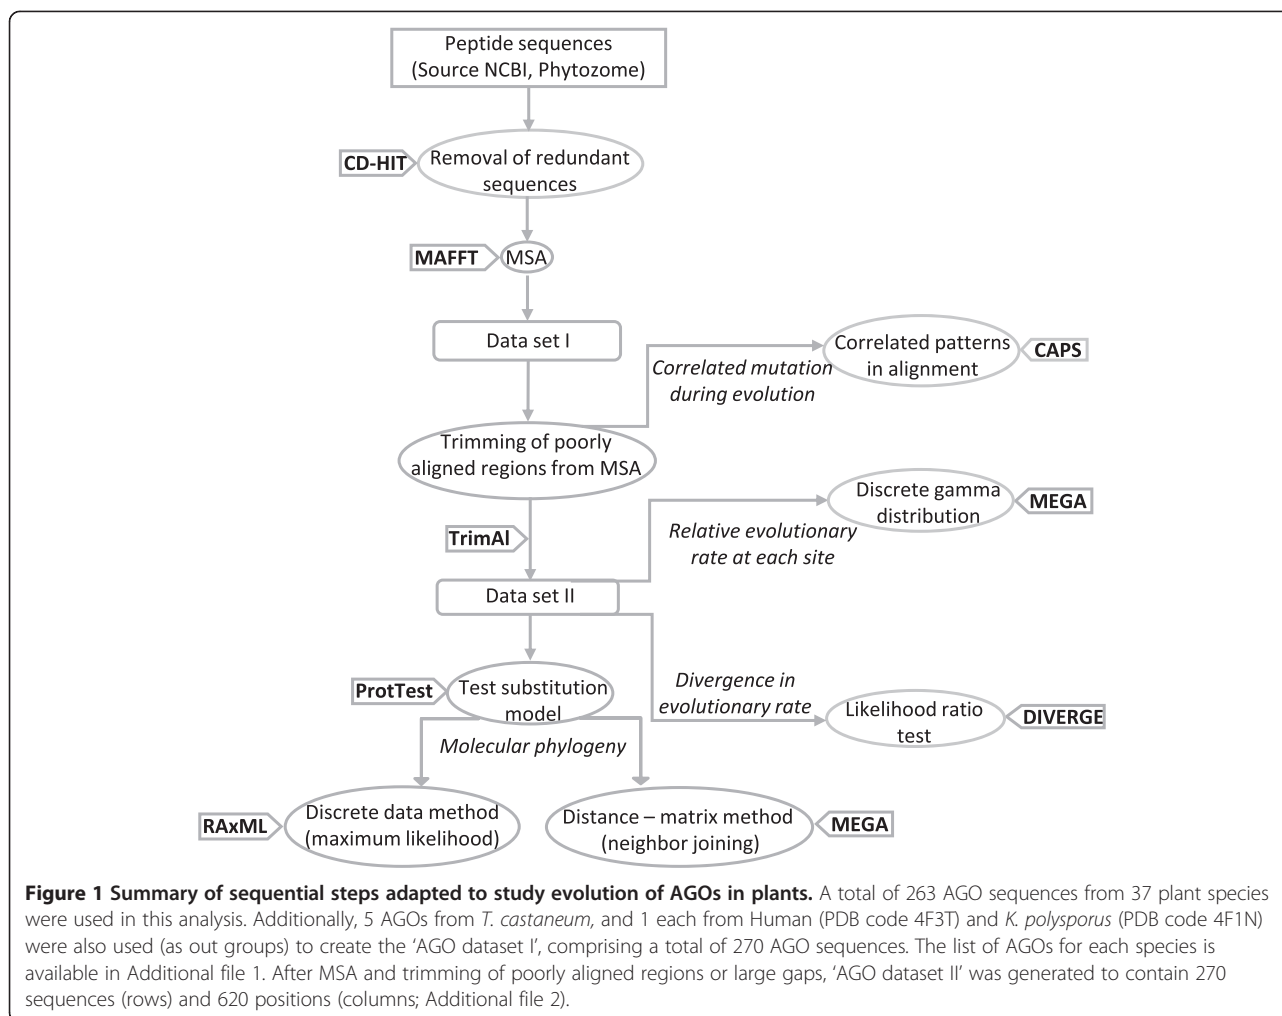 Peptide sequences
(Source NCBI, Phytozome)
CD-HIT
Removal of redundant
sequences
MAFFT
MSA
Data set I
Correlated mutation
during evolution
Correlated patterns
in alignment
CAPS
Trimming of poorly
aligned regions from MSA
TrimAl
Relative evolutionary
rate at each site
Discrete gamma
distribution
MEGA
Data set II
Divergence in
evolutionary rate
Likelihood ratio
test
DIVERGE
ProtTest
Test substitution
model
Molecular phylogeny
RAxML
Discrete data method
(maximum likelihood)
Distance – matrix method
(neighbor joining)
MEGA
Figure 1 Summary of sequential steps adapted to study evolution of AGOs in plants. A total of 263 AGO sequences from 37 plant species
were used in this analysis. Additionally, 5 AGOs from T. castaneum, and 1 each from Human (PDB code 4F3T) and K. polysporus (PDB code 4F1N)
were also used (as out groups) to create the ‘AGO dataset I’, comprising a total of 270 AGO sequences. The list of AGOs for each species is
available in Additional file 1. After MSA and trimming of poorly aligned regions or large gaps, ‘AGO dataset II’ was generated to contain 270
sequences (rows) and 620 positions (columns; Additional file 2).